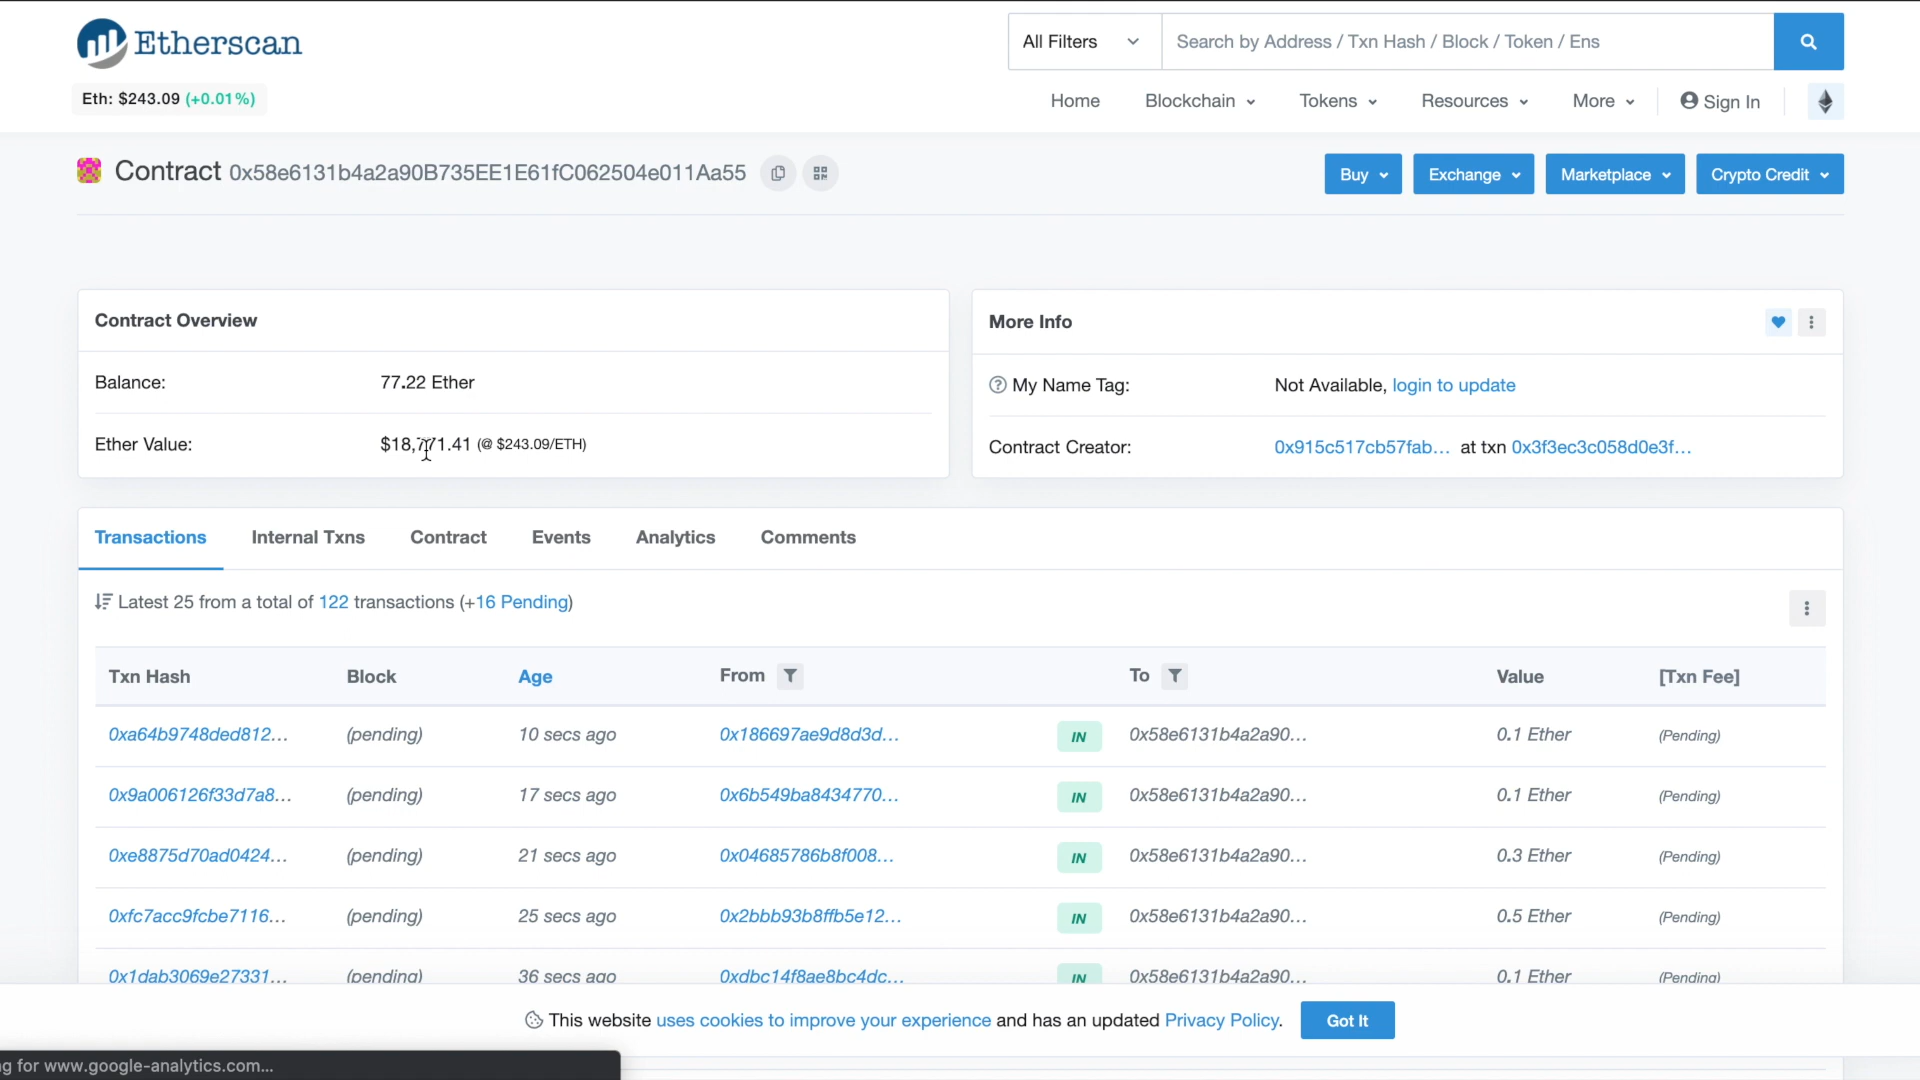 Etherscan
All Filters
Search by Address / Txn Hash / Block / Token / Ens
Eth: $243.09 (+0.01%)
Home Blockchain Tokens Resources More Sign In
Contract 0x58e6131b4a2a90B735EE1E61fC062504e011Aa55
Buy Exchange Marketplace Crypto Credit
Contract Overview
Balance: 77.22 Ether
Ether Value: $18,771.41 (@ $243.09/ETH)
More Info
My Name Tag: Not Available, login to update
Contract Creator: 0x915c517cb57fab... at txn 0x3f3ec3c058d0e3f...
Transactions Internal Txns Contract Events Analytics Comments
Latest 25 from a total of 122 transactions (+16 Pending)
Txn Hash Block Age From To Value [Txn Fee]
0xa64b9748ded812... (pending) 10 secs ago 0x186697ae9d8d3d... IN 0x58e6131b4a2a90... 0.1 Ether (Pending)
0x9a006126f33d7a8... (pending) 17 secs ago 0x6b549ba8434770... IN 0x58e6131b4a2a90... 0.1 Ether (Pending)
0xe8875d70ad0424... (pending) 21 secs ago 0x04685786b8f008... IN 0x58e6131b4a2a90... 0.3 Ether (Pending)
0xfc7acc9fcbe7116... (pending) 25 secs ago 0x2bbb93b8ffb5e12... IN 0x58e6131b4a2a90... 0.5 Ether (Pending)
0x1dab3069e27331... (pending) 36 secs ago 0xdbc14f8ae8bc4dc... IN 0x58e6131b4a2a90... 0.1 Ether (Pending)
This website uses cookies to improve your experience and has an updated Privacy Policy. Got It
g for www.google-analytics.com...